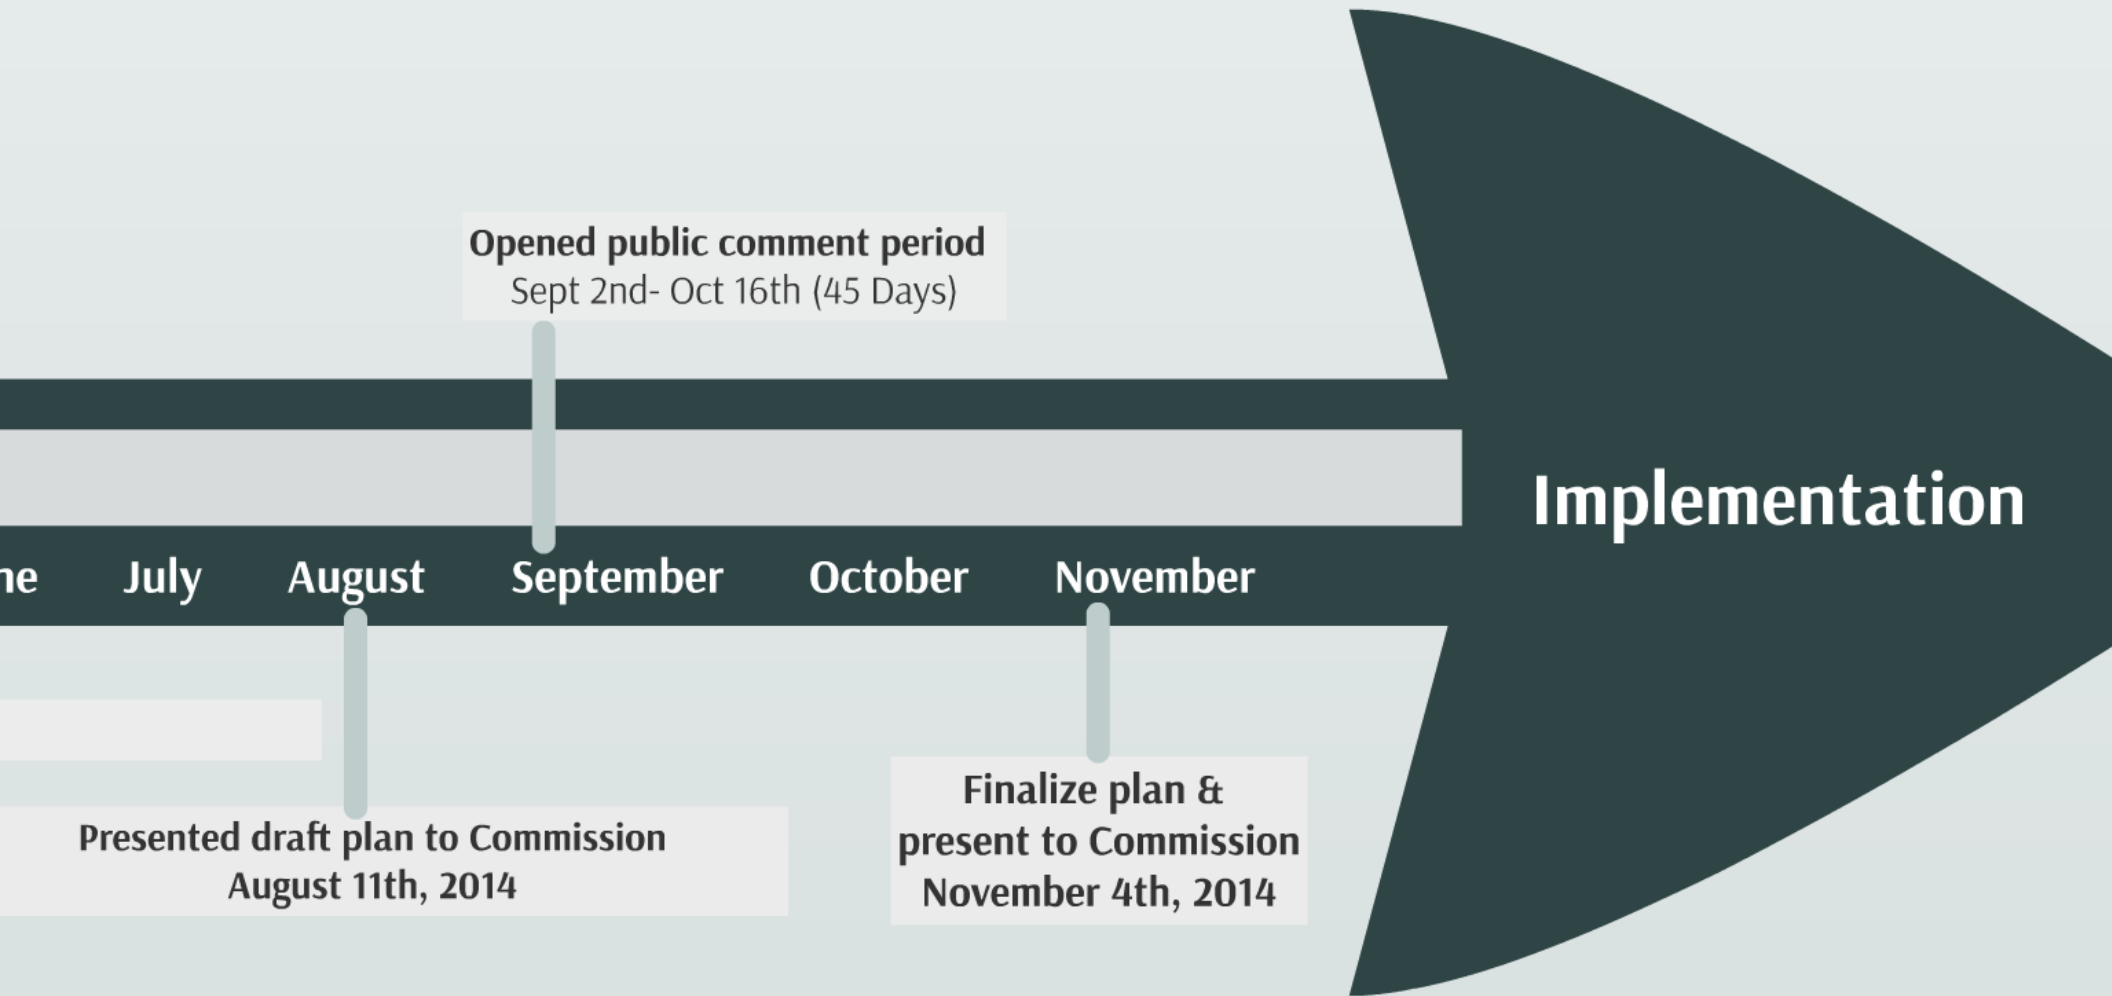 Opened public comment period
Sept 2nd- Oct 16th (45 Days)
Implementation
ne July August September October November
Presented draft plan to Commission
August 11th, 2014
Finalize plan &
present to Commission
November 4th, 2014